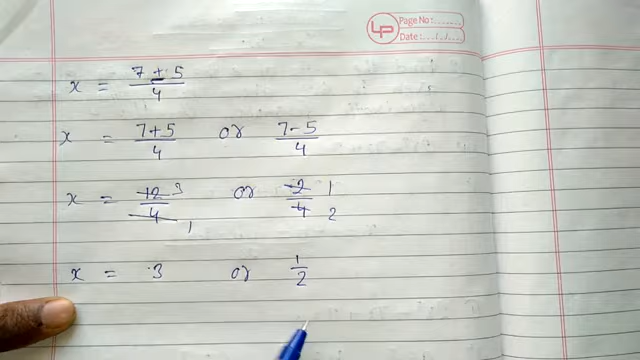 LP Page No:
Date: / /
x = 7 ± 5 / 4
x = 7+5 / 4 or 7-5 / 4
x = 12 3 / 4 1 or 2 1 / 4 2
x = 3 or 1 / 2